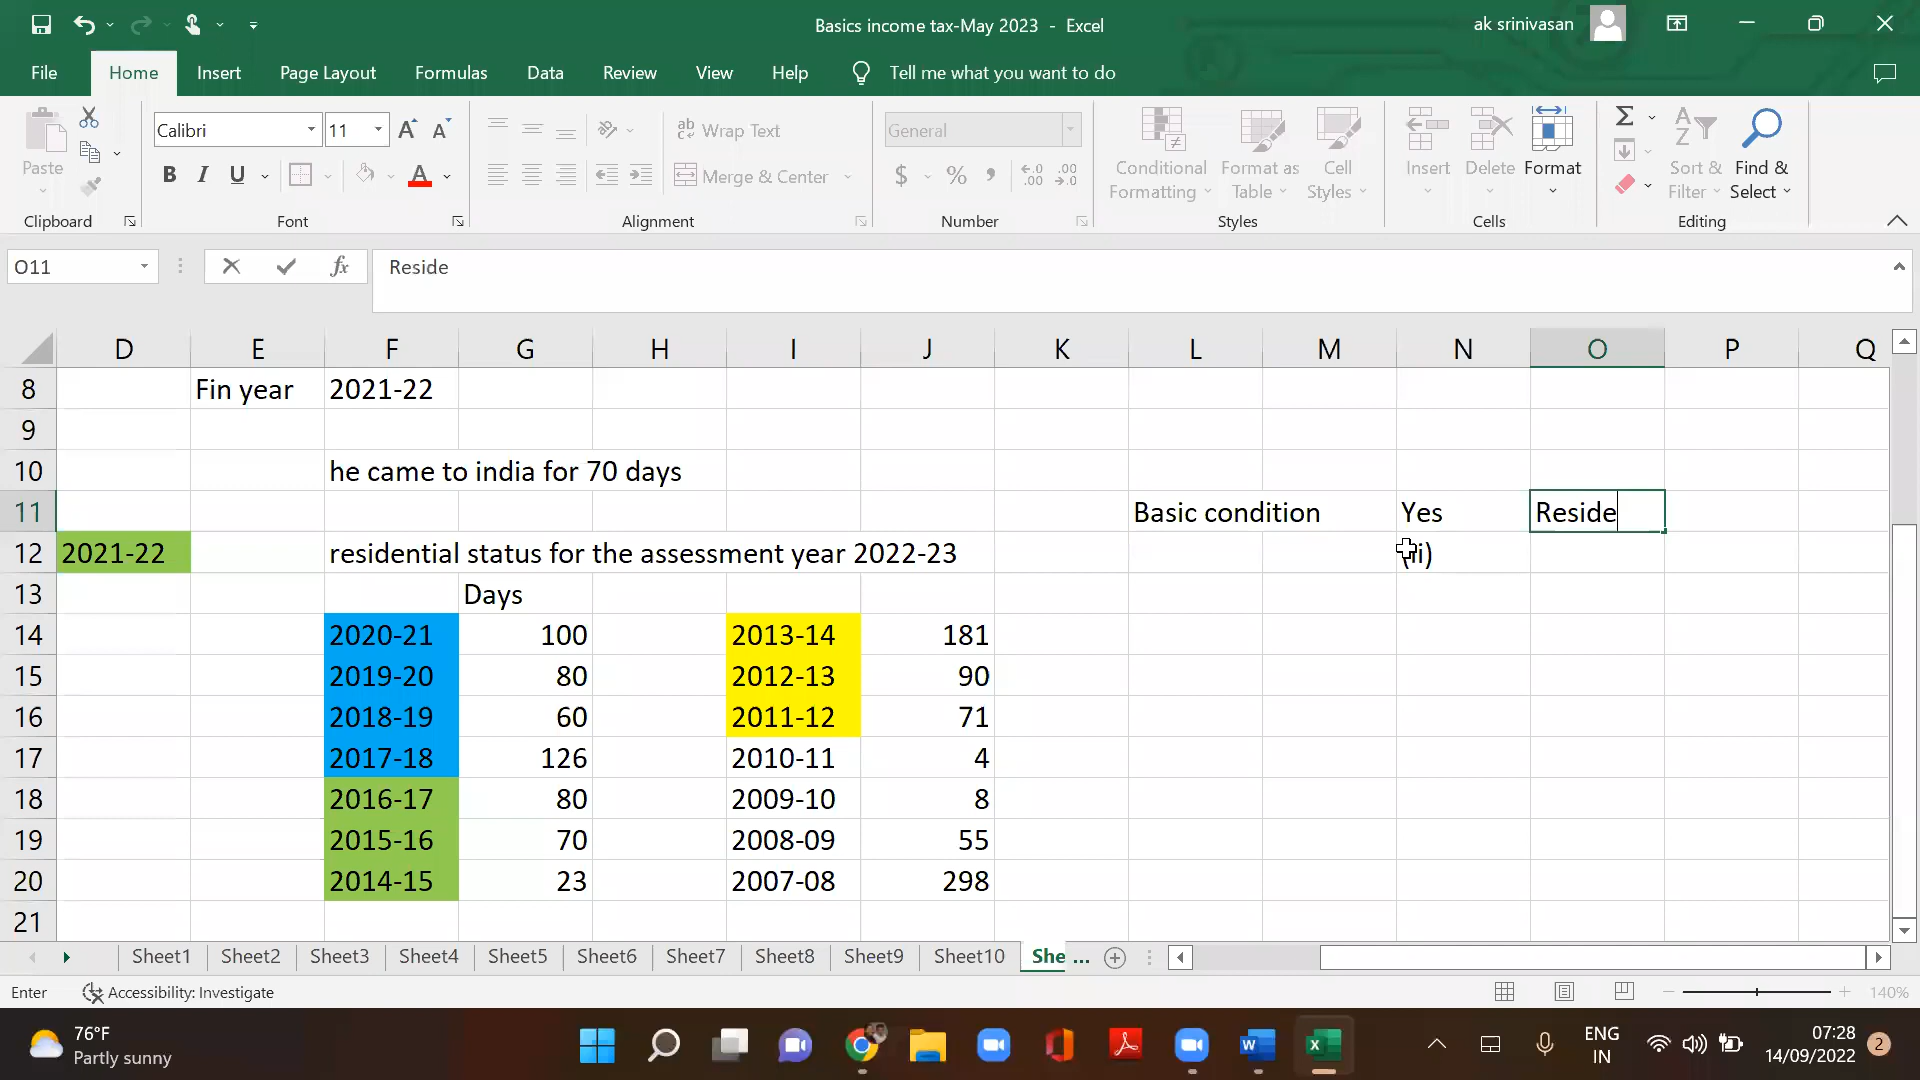 Basics income tax-May 2023 - Excel
ak srinivasan
File Home Insert Page Layout Formulas Data Review View Help Tell me what you want to do
Paste
Clipboard
Calibri 11
B I U
Font
Wrap Text
Merge & Center
Alignment
General
$ % ,
Number
Conditional Formatting
Format as Table
Cell Styles
Styles
Insert Delete Format
Cells
Sort & Filter
Find & Select
Editing
O11 fx Reside
D E F G H I J K L M N O P Q
8 Fin year 2021-22
9
10 he came to india for 70 days
11 Basic condition Yes Reside
12 2021-22 residential status for the assessment year 2022-23
13 Days
14 2020-21 100 2013-14 181
15 2019-20 80 2012-13 90
16 2018-19 60 2011-12 71
17 2017-18 126 2010-11 4
18 2016-17 80 2009-10 8
19 2015-16 70 2008-09 55
20 2014-15 23 2007-08 298
21
Sheet1 Sheet2 Sheet3 Sheet4 Sheet5 Sheet6 Sheet7 Sheet8 Sheet9 Sheet10 She ...
Enter Accessibility: Investigate 140%
76°F
Partly sunny
ENG
IN
07:28
14/09/2022
2